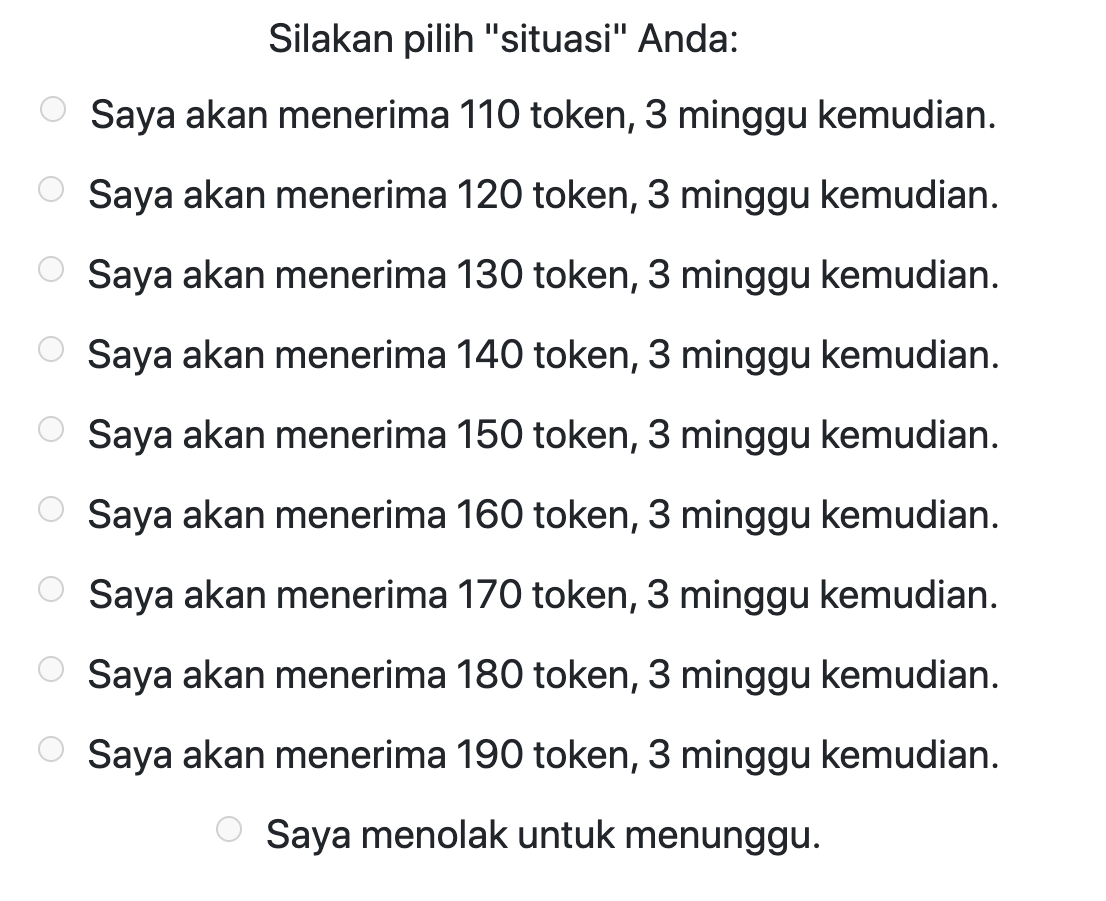 Silakan pilih "situasi" Anda:
Saya akan menerima 110 token, 3 minggu kemudian.
Saya akan menerima 120 token, 3 minggu kemudian.
Saya akan menerima 130 token, 3 minggu kemudian.
Saya akan menerima 140 token, 3 minggu kemudian.
Saya akan menerima 150 token, 3 minggu kemudian.
Saya akan menerima 160 token, 3 minggu kemudian.
Saya akan menerima 170 token, 3 minggu kemudian.
Saya akan menerima 180 token, 3 minggu kemudian.
Saya akan menerima 190 token, 3 minggu kemudian.
Saya menolak untuk menunggu.